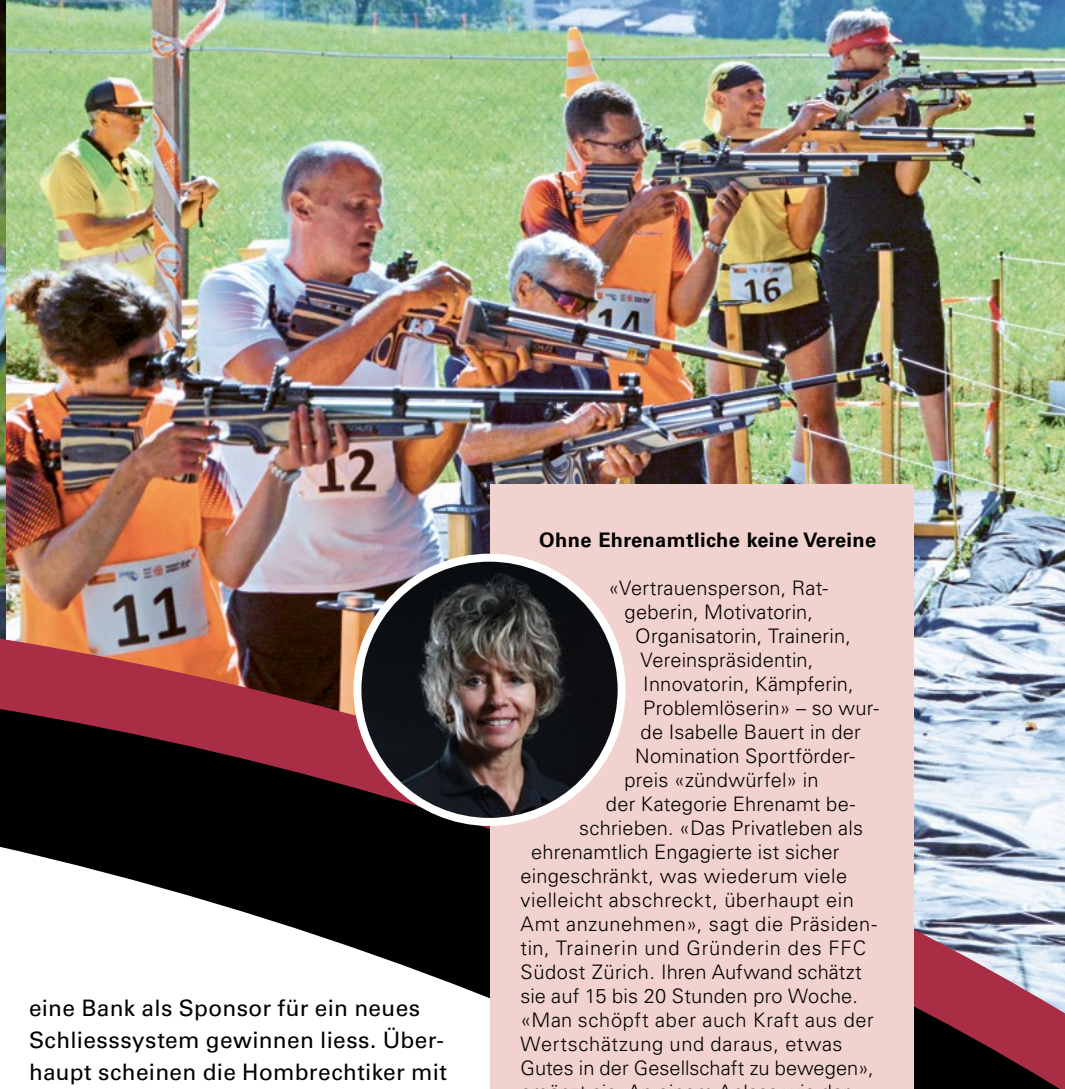 11
12
14
16
Ohne Ehrenamtliche keine Vereine
«Vertrauensperson, Rat-
geberin, Motivatorin,
Organisatorin, Trainerin,
Vereinspräsidentin,
Innovatorin, Kämpferin,
Problemlöserin» – so wur-
de Isabelle Bauert in der
Nomination Sportförder-
preis «zündwürfel» in
der Kategorie Ehrenamt be-
schrieben. «Das Privatleben als
ehrenamtlich Engagierte ist sicher
eingeschränkt, was wiederum viele
vielleicht abschreckt, überhaupt ein
Amt anzunehmen», sagt die Präsiden-
tin, Trainerin und Gründerin des FFC
Südost Zürich. Ihren Aufwand schätzt
sie auf 15 bis 20 Stunden pro Woche.
«Man schöpft aber auch Kraft aus der
Wertschätzung und daraus, etwas
Gutes in der Gesellschaft zu bewegen»,
eine Bank als Sponsor für ein neues
Schliesssystem gewinnen liess. Über-
haupt scheinen die Hombrechtiker mit